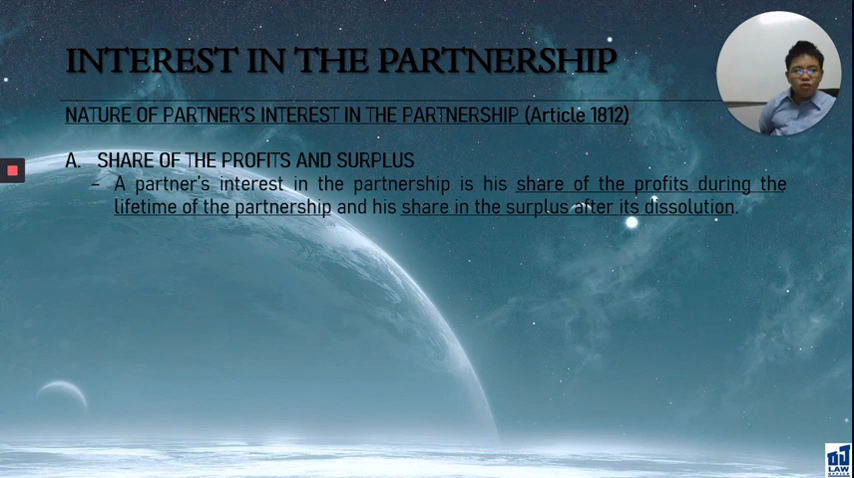 INTEREST IN THE PARTNERSHIP
NATURE OF PARTNER'S INTEREST IN THE PARTNERSHIP (Article 1812)
A. SHARE OF THE PROFITS AND SURPLUS
– A partner's interest in the partnership is his share of the profits during the
lifetime of the partnership and his share in the surplus after its dissolution.
LAW
OFFICE